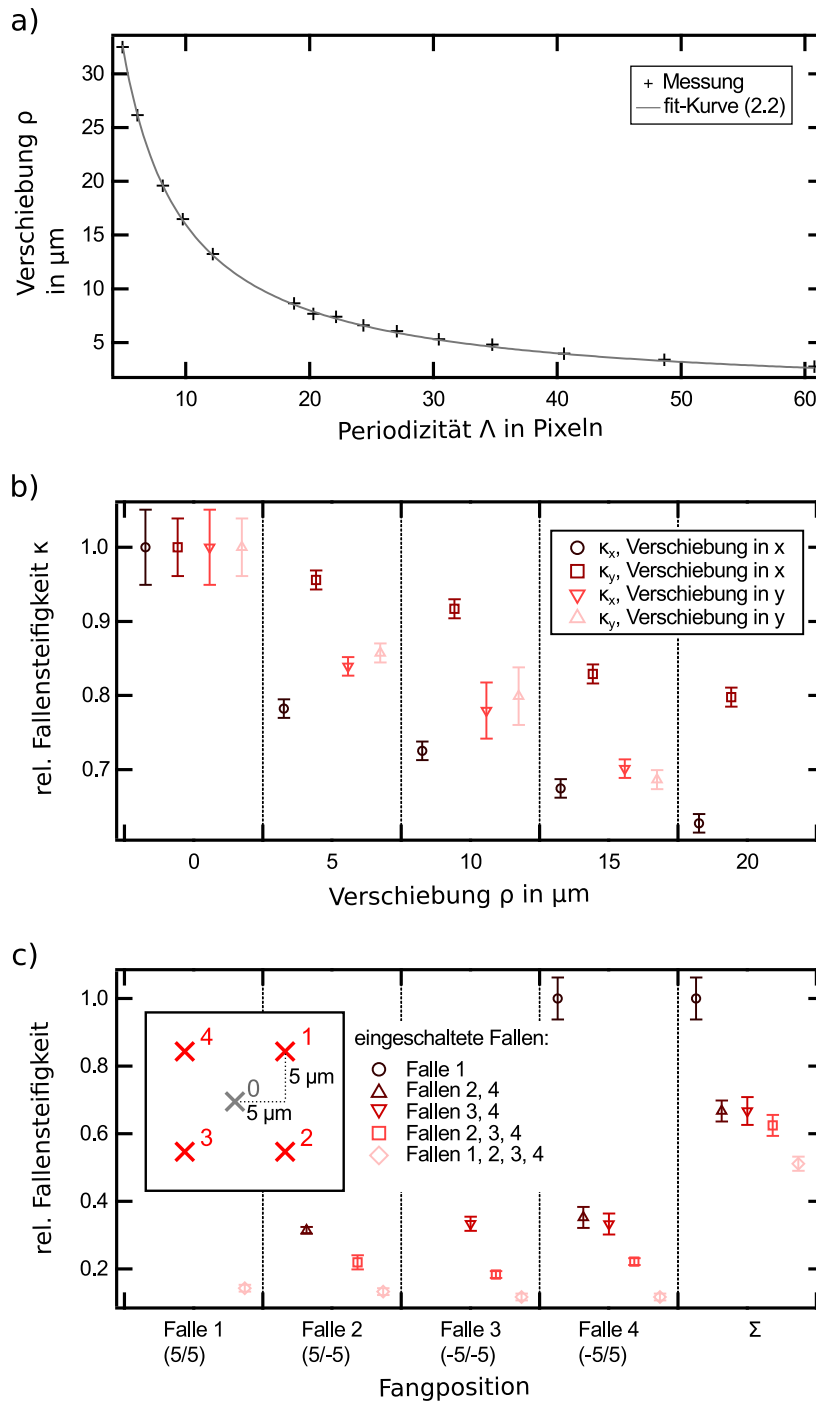 a)
Verschiebung ρ
in µm
30
25
20
15
10
5
Messung
fit-Kurve (2.2)
10
20
30
40
50
60
Periodizität Λ in Pixeln
b)
rel. Fallensteifigkeit κ
1.0
0.9
0.8
0.7
κx, Verschiebung in x
κy, Verschiebung in x
κx, Verschiebung in y
κy, Verschiebung in y
0
5
10
15
20
Verschiebung ρ in µm
c)
rel. Fallensteifigkeit
1.0
0.8
0.6
0.4
0.2
4
1
0
5 µm
5 µm
3
2
eingeschaltete Fallen:
Falle 1
Fallen 2, 4
Fallen 3, 4
Fallen 2, 3, 4
Fallen 1, 2, 3, 4
Falle 1
(5/5)
Falle 2
(5/-5)
Falle 3
(-5/-5)
Falle 4
(-5/5)
Σ
Fangposition